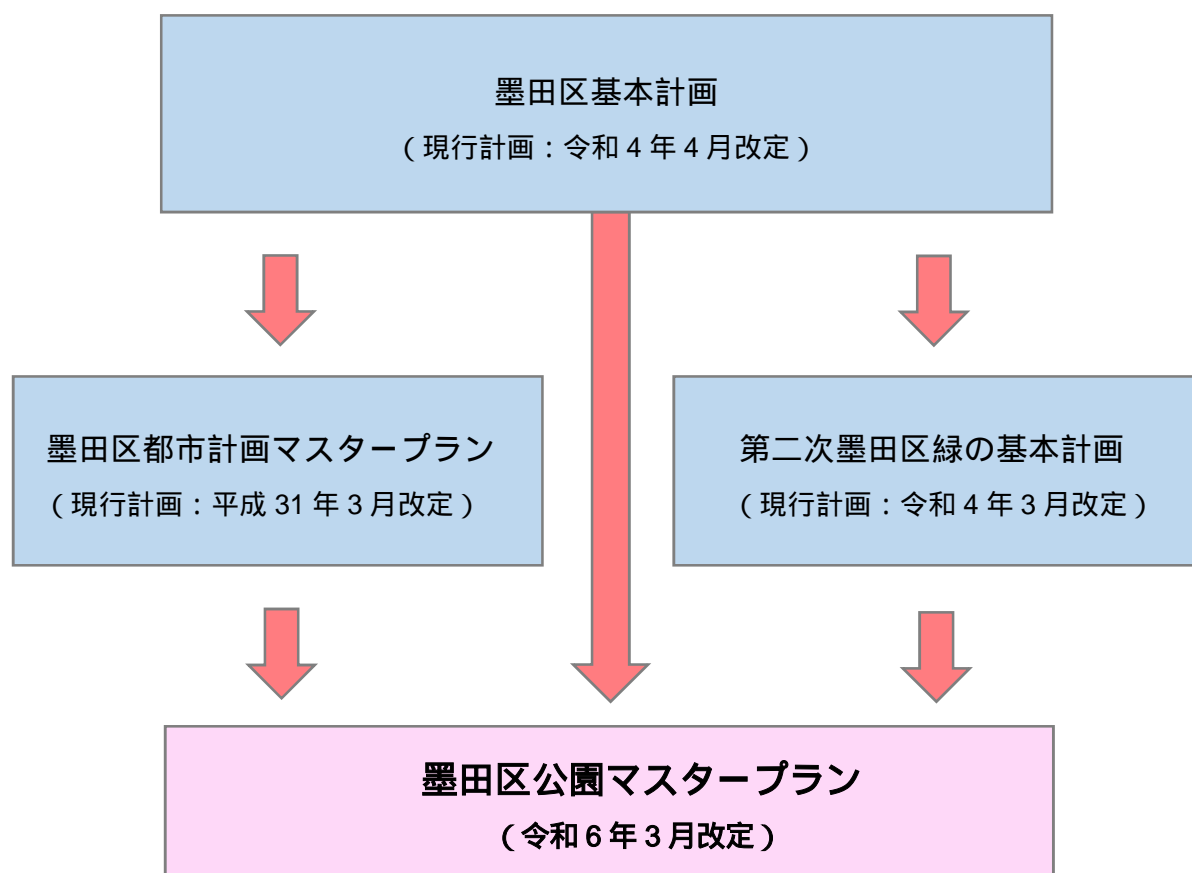 墨田区基本計画
（現行計画：令和４年４月改定）
墨田区都市計画マスタープラン
（現行計画：平成 31 年３月改定）
第二次墨田区緑の基本計画
（現行計画：令和４年３月改定）
墨田区公園マスタープラン
（令和６年３月改定）